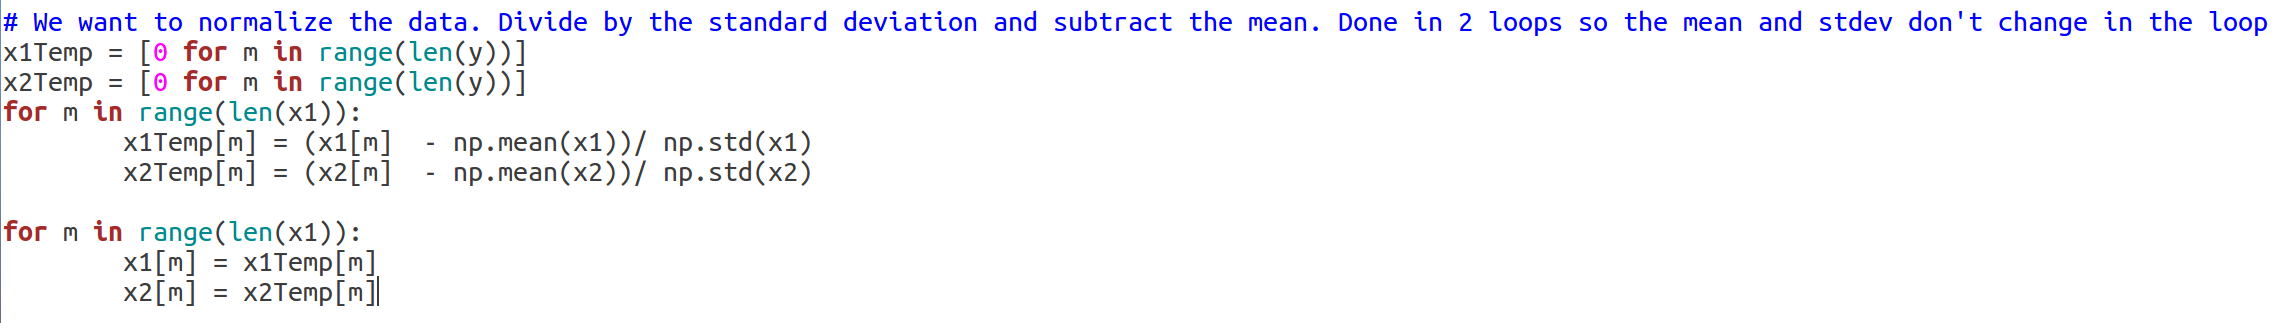 # We want to normalize the data. Divide by the standard deviation and subtract the mean. Done in 2 loops so the mean and stdev don't change in the loop
x1Temp = [0 for m in range(len(y))]
x2Temp = [0 for m in range(len(y))]
for m in range(len(x1)):
        x1Temp[m] = (x1[m]  - np.mean(x1))/ np.std(x1)
        x2Temp[m] = (x2[m]  - np.mean(x2))/ np.std(x2)

for m in range(len(x1)):
        x1[m] = x1Temp[m]
        x2[m] = x2Temp[m]